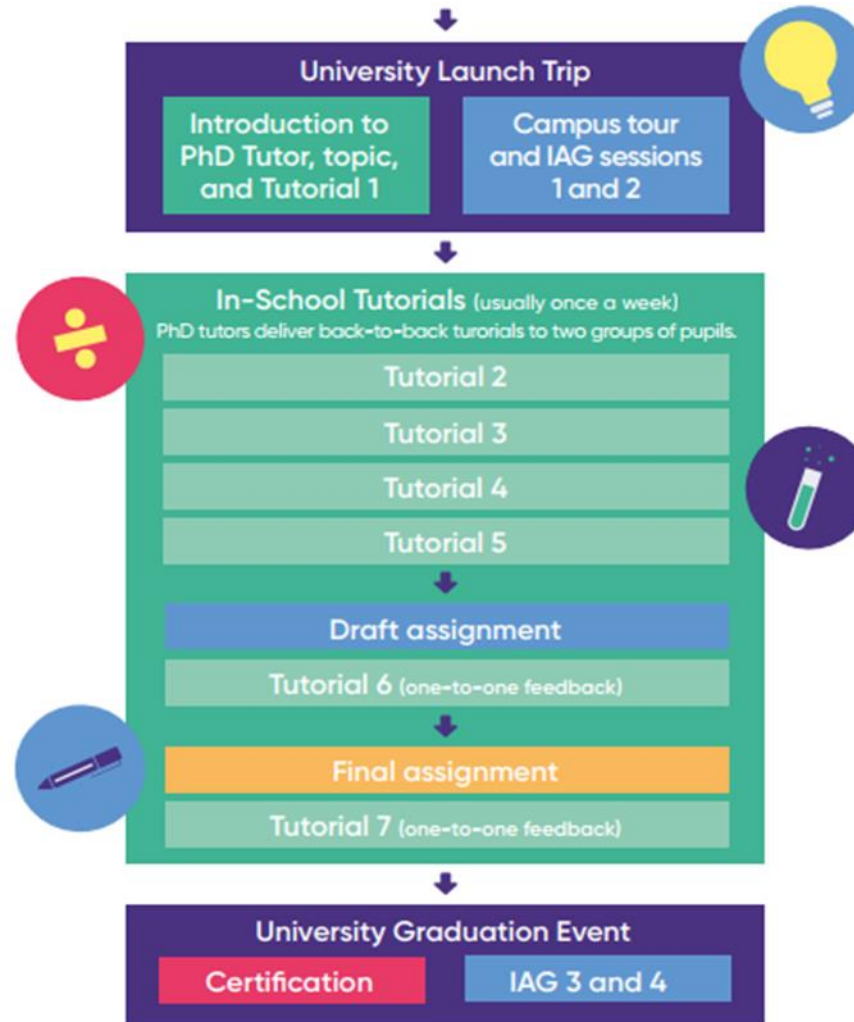 University Launch Trip
Introduction to
PhD Tutor, topic,
and Tutorial 1
Campus tour
and IAG sessions
1 and 2
In-School Tutorials (usually once a week)
PhD tutors deliver back-to-back turorials to two groups of pupils.
Tutorial 2
Tutorial 3
Tutorial 4
Tutorial 5
Draft assignment
Tutorial 6 (one-to-one feedback)
Final assignment
Tutorial 7 (one-to-one feedback)
University Graduation Event
Certification
IAG 3 and 4